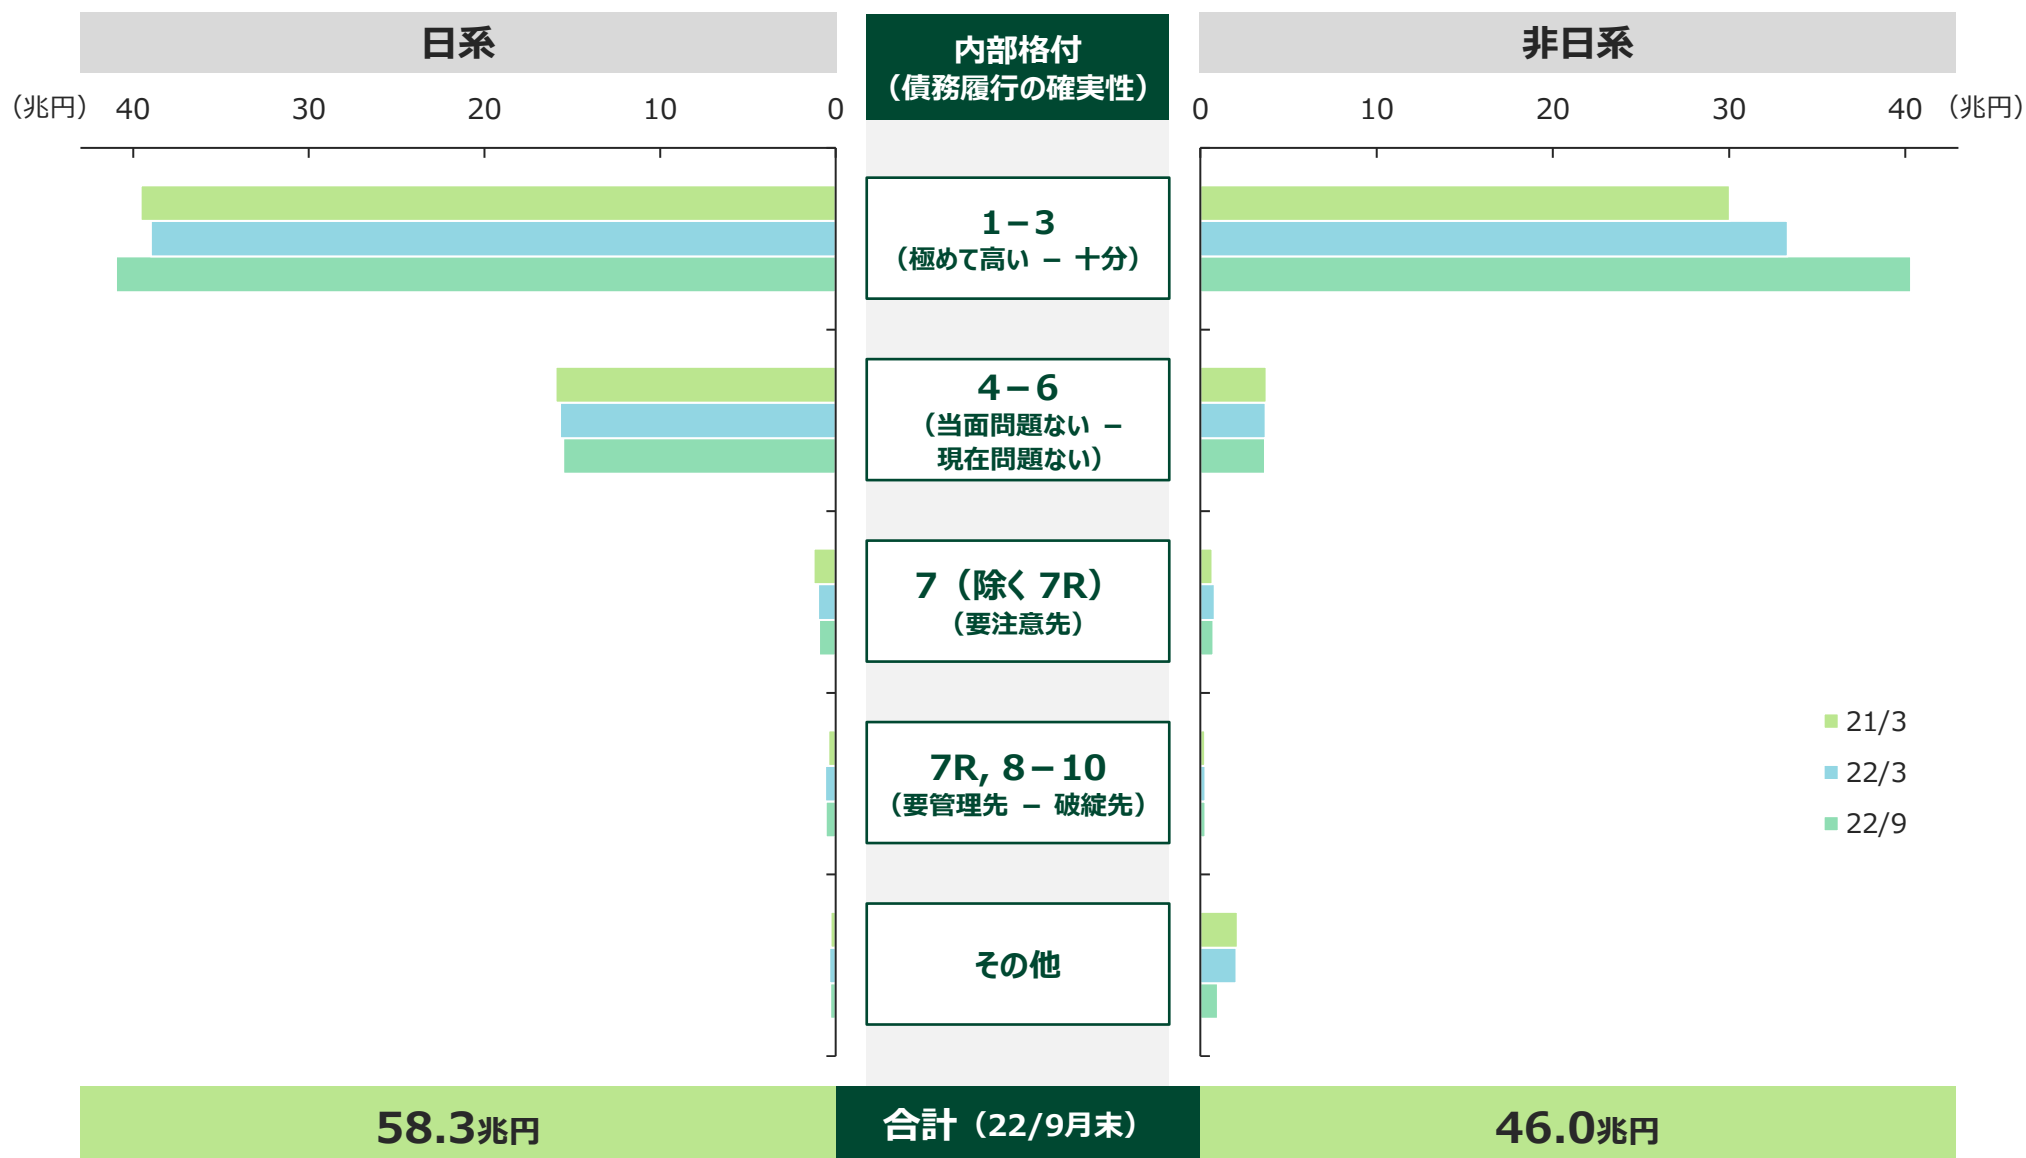 日系
内部格付
（債務履行の確実性）
非日系
（兆円） 40 30 20 10 0
0 10 20 30 40 （兆円）
1－3
（極めて高い － 十分）
4－6
（当面問題ない －
現在問題ない）
7（除く 7R）
（要注意先）
7R, 8－10
（要管理先 － 破綻先）
その他
21/3
22/3
22/9
58.3兆円
合計（22/9月末）
46.0兆円